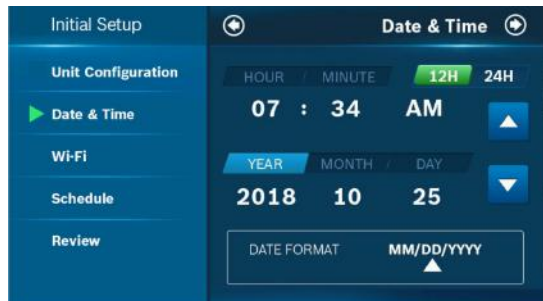 Initial Setup
Date & Time
Unit Configuration
Date & Time
Wi-Fi
Schedule
Review
HOUR / MINUTE
12H 24H
07 : 34 AM
YEAR MONTH / DAY
2018 10 25
DATE FORMAT MM/DD/YYYY